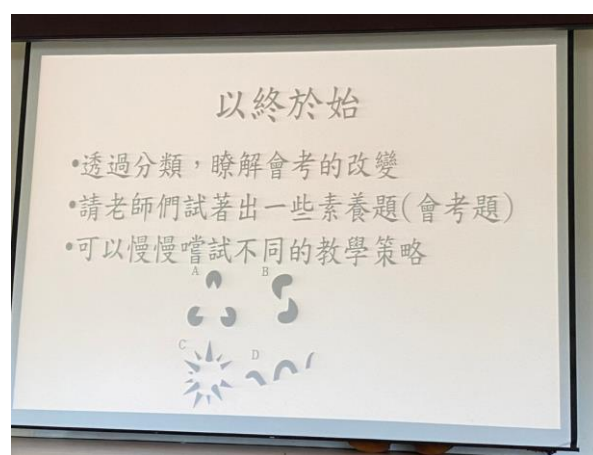 以終於始
•透過分類，瞭解會考的改變
•請老師們試著出一些素養題(會考題)
•可以慢慢嚐試不同的教學策略
A B
C D